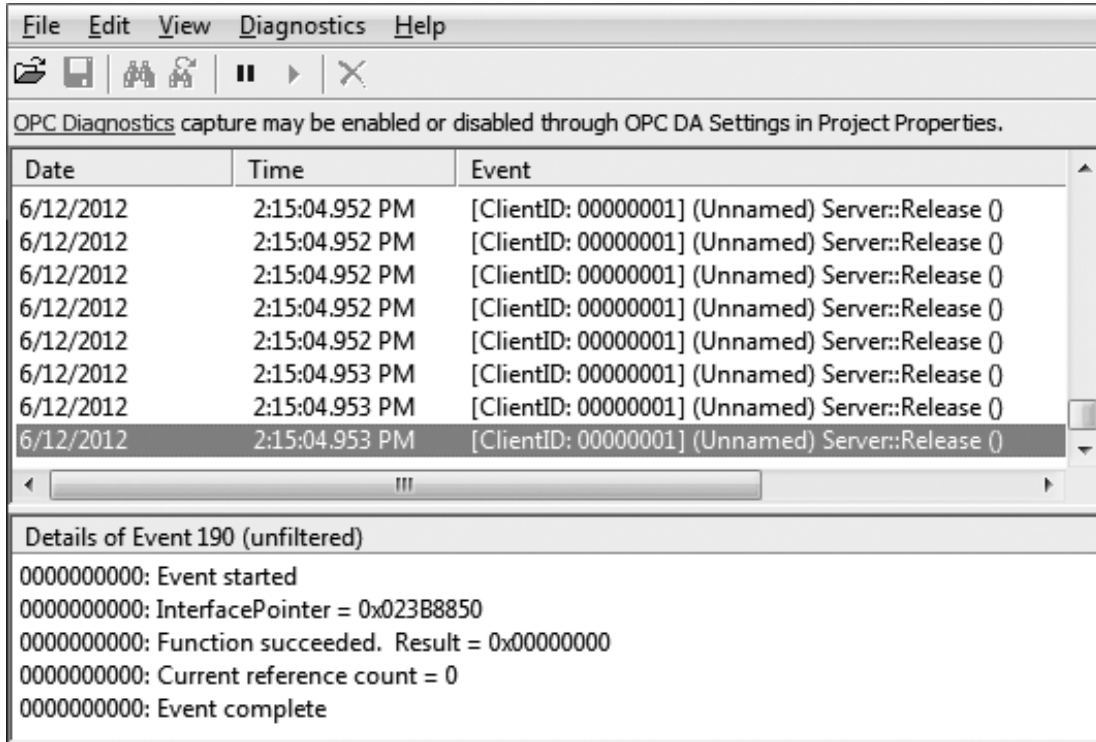 File Edit View Diagnostics Help
OPC Diagnostics capture may be enabled or disabled through OPC DA Settings in Project Properties.
Date Time Event
6/12/2012 2:15:04.952 PM [ClientID: 00000001] (Unnamed) Server::Release ()
6/12/2012 2:15:04.952 PM [ClientID: 00000001] (Unnamed) Server::Release ()
6/12/2012 2:15:04.952 PM [ClientID: 00000001] (Unnamed) Server::Release ()
6/12/2012 2:15:04.952 PM [ClientID: 00000001] (Unnamed) Server::Release ()
6/12/2012 2:15:04.952 PM [ClientID: 00000001] (Unnamed) Server::Release ()
6/12/2012 2:15:04.953 PM [ClientID: 00000001] (Unnamed) Server::Release ()
6/12/2012 2:15:04.953 PM [ClientID: 00000001] (Unnamed) Server::Release ()
6/12/2012 2:15:04.953 PM [ClientID: 00000001] (Unnamed) Server::Release ()
Details of Event 190 (unfiltered)
0000000000: Event started
0000000000: InterfacePointer = 0x023B8850
0000000000: Function succeeded.  Result = 0x00000000
0000000000: Current reference count = 0
0000000000: Event complete